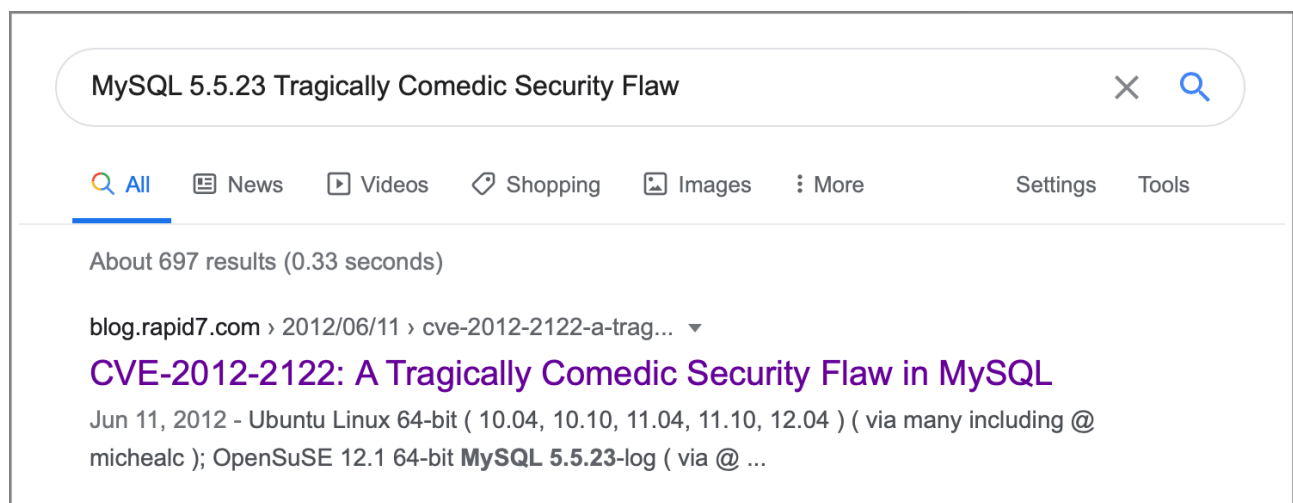 MySQL 5.5.23 Tragically Comedic Security Flaw
All News Videos Shopping Images More Settings Tools
About 697 results (0.33 seconds)
blog.rapid7.com › 2012/06/11 › cve-2012-2122-a-trag...
CVE-2012-2122: A Tragically Comedic Security Flaw in MySQL
Jun 11, 2012 - Ubuntu Linux 64-bit ( 10.04, 10.10, 11.04, 11.10, 12.04 ) ( via many including @
michealc ); OpenSuSE 12.1 64-bit MySQL 5.5.23-log ( via @ ...